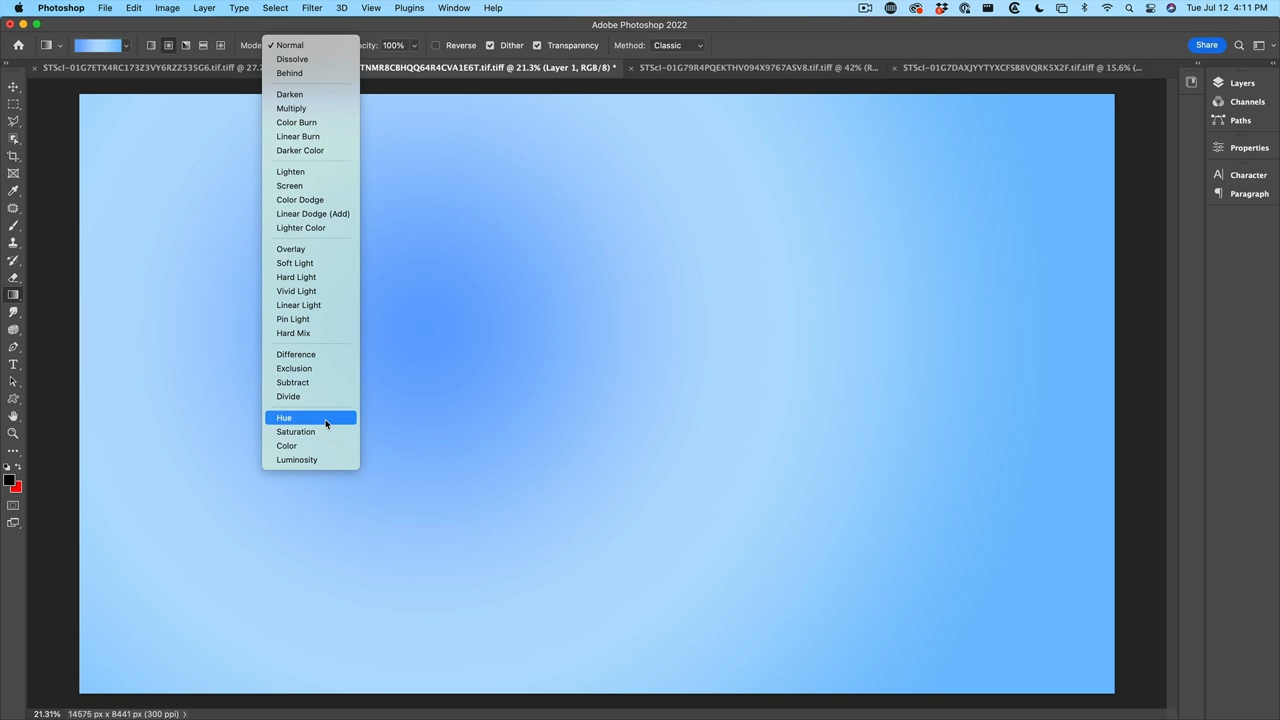 Photoshop File Edit Image Layer Type Select Filter 3D View Plugins Window Help
Tue Jul 12 4:11 PM
Adobe Photoshop 2022
Mode
100%
Reverse
Dither
Transparency
Method: Classic
Share
STScI-01G7ETX4RC173Z3VY6RZZ535G6.tif.tiff @ 27.
TNMR8CBHQQ64R4CVA1E6T.tif.tiff @ 21.3% (Layer 1, RGB/8) *
STScI-01G79R4PQEKTHV094X9767ASV8.tif.tiff @ 42% (R...
STScI-01G7DAXJYYTYXCFSB8VQRK5X2F.tif.tiff @ 15.6% (...
Normal
Dissolve
Behind
Darken
Multiply
Color Burn
Linear Burn
Darker Color
Lighten
Screen
Color Dodge
Linear Dodge (Add)
Lighter Color
Overlay
Soft Light
Hard Light
Vivid Light
Linear Light
Pin Light
Hard Mix
Difference
Exclusion
Subtract
Divide
Hue
Saturation
Color
Luminosity
Layers
Channels
Paths
Properties
Character
Paragraph
21.31%
14575 px x 8441 px (300 ppi)